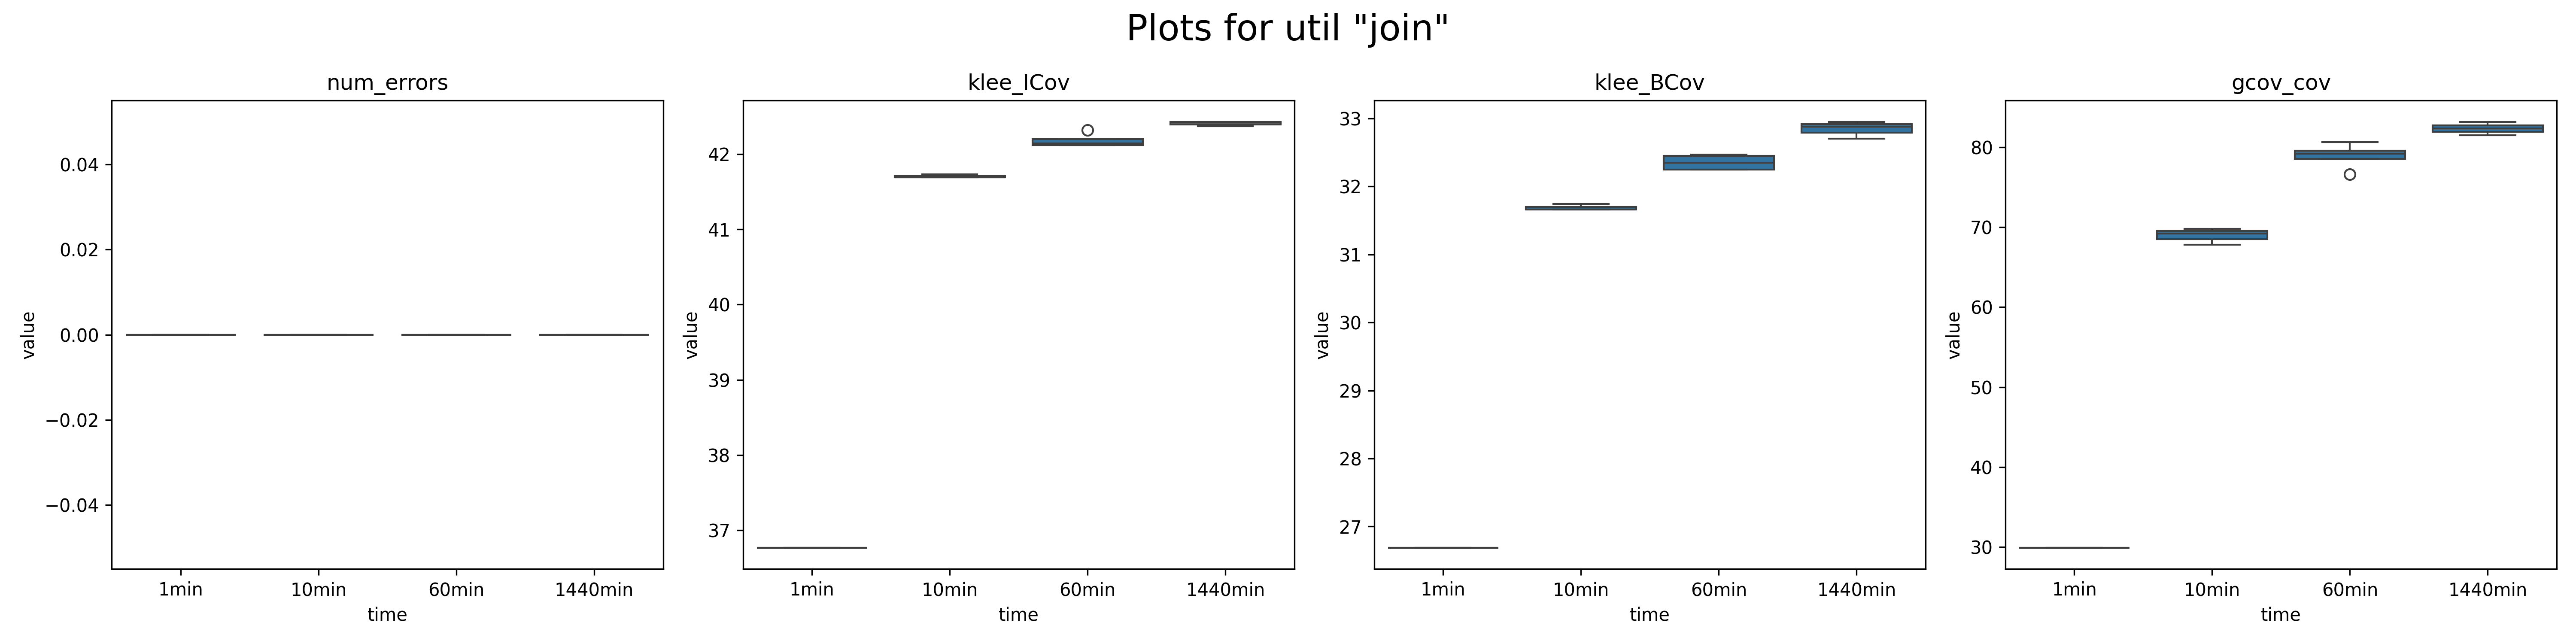 Plots for util "join"
num_errors
value
0.04
0.02
0.00
−0.02
−0.04
1min 10min 60min 1440min
time
klee_ICov
value
42
41
40
39
38
37
1min 10min 60min 1440min
time
klee_BCov
value
33
32
31
30
29
28
27
1min 10min 60min 1440min
time
gcov_cov
value
80
70
60
50
40
30
1min 10min 60min 1440min
time